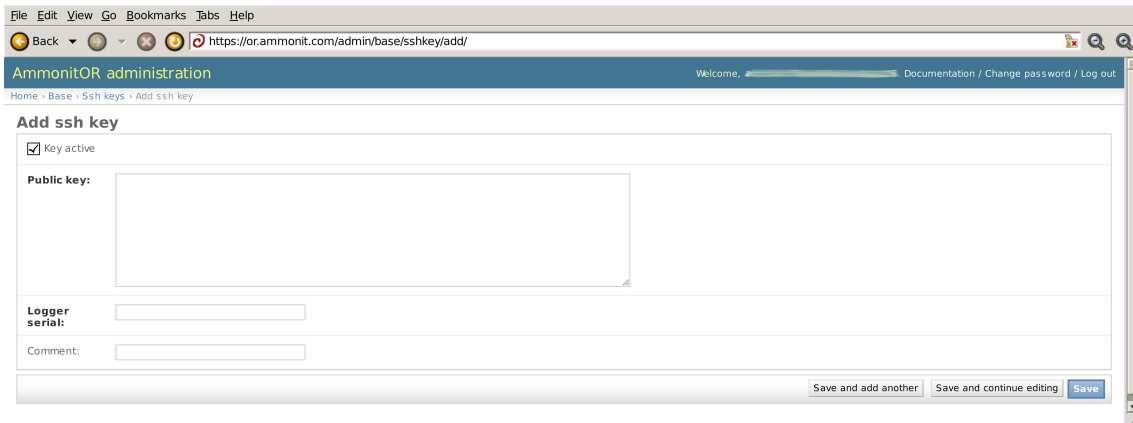 File Edit View Go Bookmarks Tabs Help
Back https://or.ammonit.com/admin/base/sshkey/add/
AmmonitOR administration Welcome, Documentation / Change password / Log out
Home › Base › Ssh keys › Add ssh key
Add ssh key
Key active
Public key:
Logger
serial:
Comment:
Save and add another Save and continue editing Save